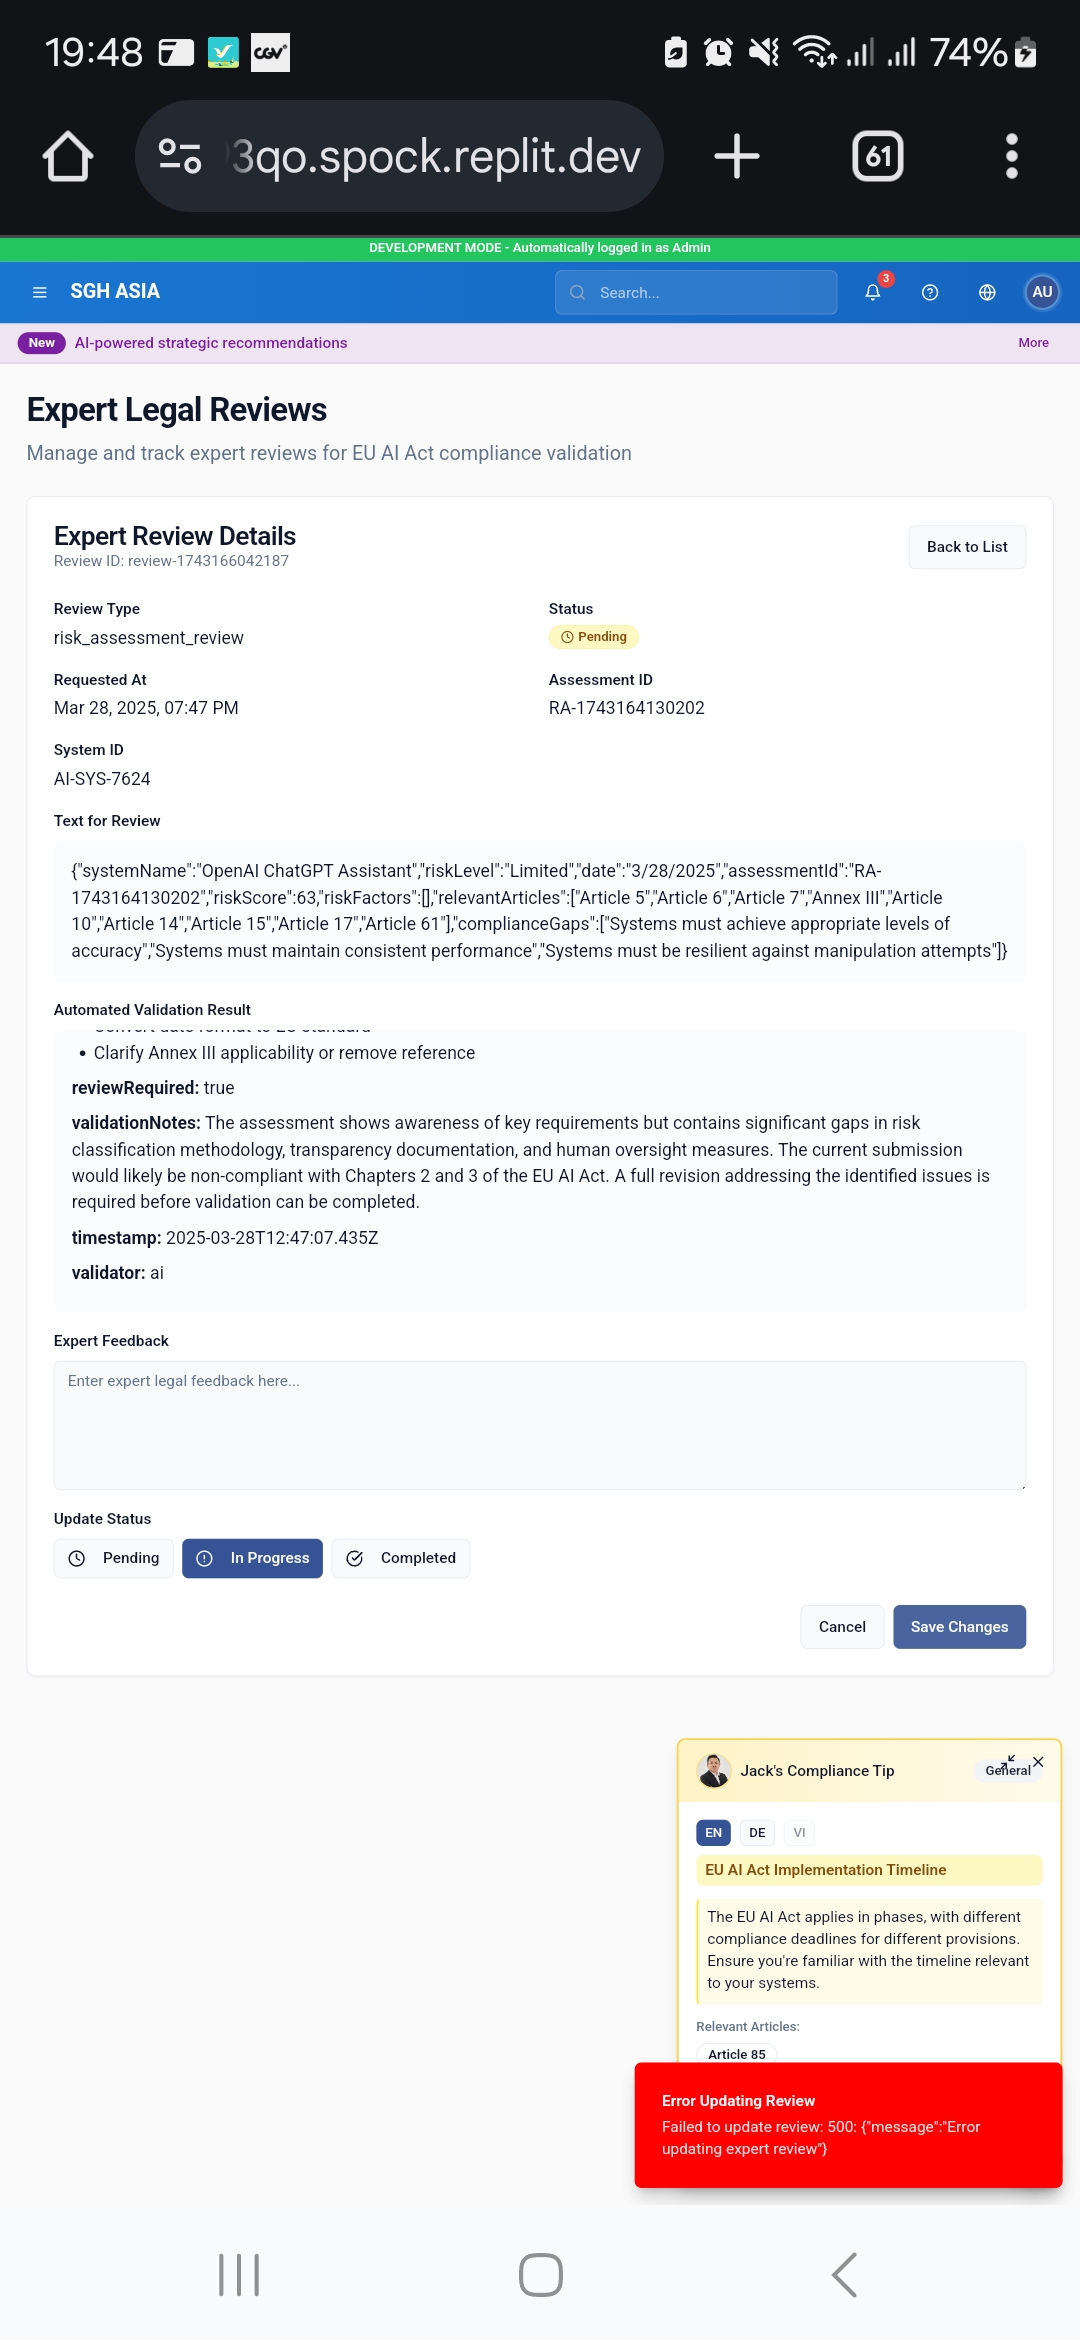 19:48
CGV
74%
3qo.spock.replit.dev
61
DEVELOPMENT MODE - Automatically logged in as Admin
SGH ASIA
Search...
3
AU
New
AI-powered strategic recommendations
More
Expert Legal Reviews
Manage and track expert reviews for EU AI Act compliance validation
Expert Review Details
Review ID: review-1743166042187
Back to List
Review Type
Status
risk_assessment_review
Pending
Requested At
Assessment ID
Mar 28, 2025, 07:47 PM
RA-1743164130202
System ID
AI-SYS-7624
Text for Review
{"systemName":"OpenAI ChatGPT Assistant","riskLevel":"Limited","date":"3/28/2025","assessmentId":"RA-
1743164130202","riskScore":63,"riskFactors":[],"relevantArticles":["Article 5","Article 6","Article 7","Annex III","Article
10","Article 14","Article 15","Article 17","Article 61"],"complianceGaps":["Systems must achieve appropriate levels of
accuracy","Systems must maintain consistent performance","Systems must be resilient against manipulation attempts"]}
Automated Validation Result
• Clarify Annex III applicability or remove reference
reviewRequired: true
validationNotes: The assessment shows awareness of key requirements but contains significant gaps in risk
classification methodology, transparency documentation, and human oversight measures. The current submission
would likely be non-compliant with Chapters 2 and 3 of the EU AI Act. A full revision addressing the identified issues is
required before validation can be completed.
timestamp: 2025-03-28T12:47:07.435Z
validator: ai
Expert Feedback
Enter expert legal feedback here...
Update Status
Pending
In Progress
Completed
Cancel
Save Changes
Jack's Compliance Tip
General
EN
DE
VI
EU AI Act Implementation Timeline
The EU AI Act applies in phases, with different
compliance deadlines for different provisions.
Ensure you're familiar with the timeline relevant
to your systems.
Relevant Articles:
Article 85
Error Updating Review
Failed to update review: 500: {"message":"Error
updating expert review"}